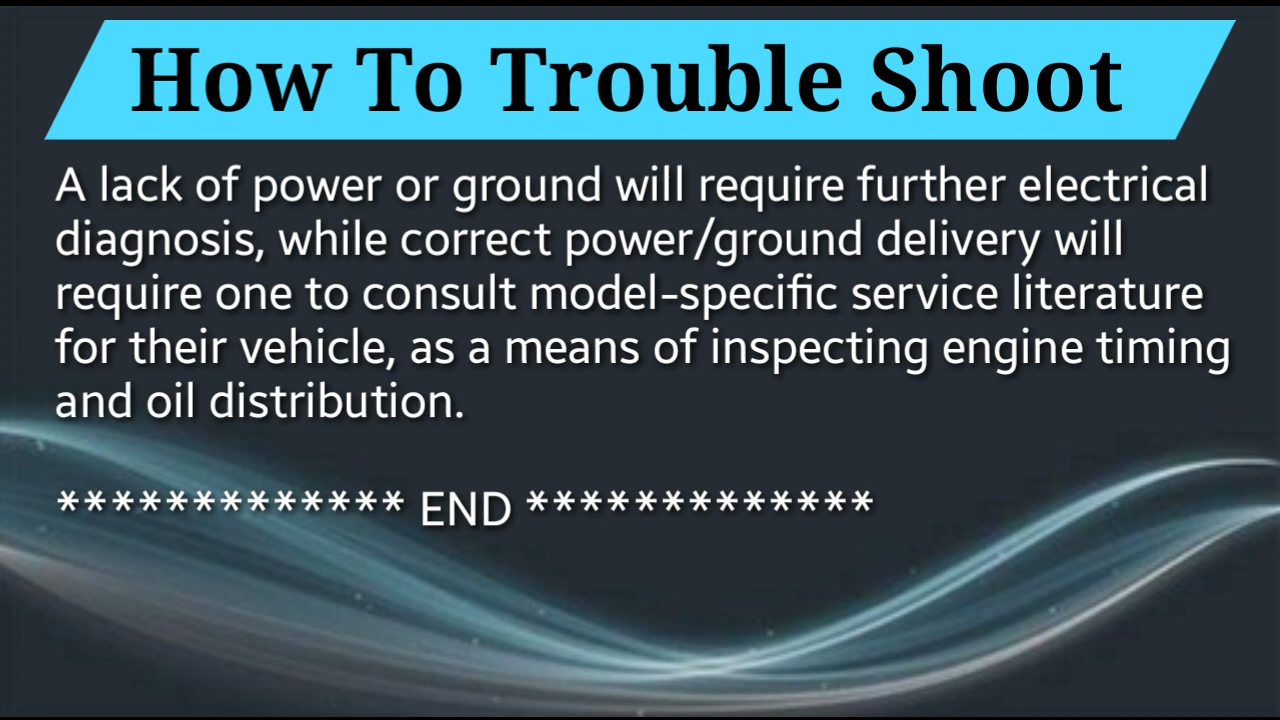 How To Trouble Shoot
A lack of power or ground will require further electrical
diagnosis, while correct power/ground delivery will
require one to consult model-specific service literature
for their vehicle, as a means of inspecting engine timing
and oil distribution.
************* END *************